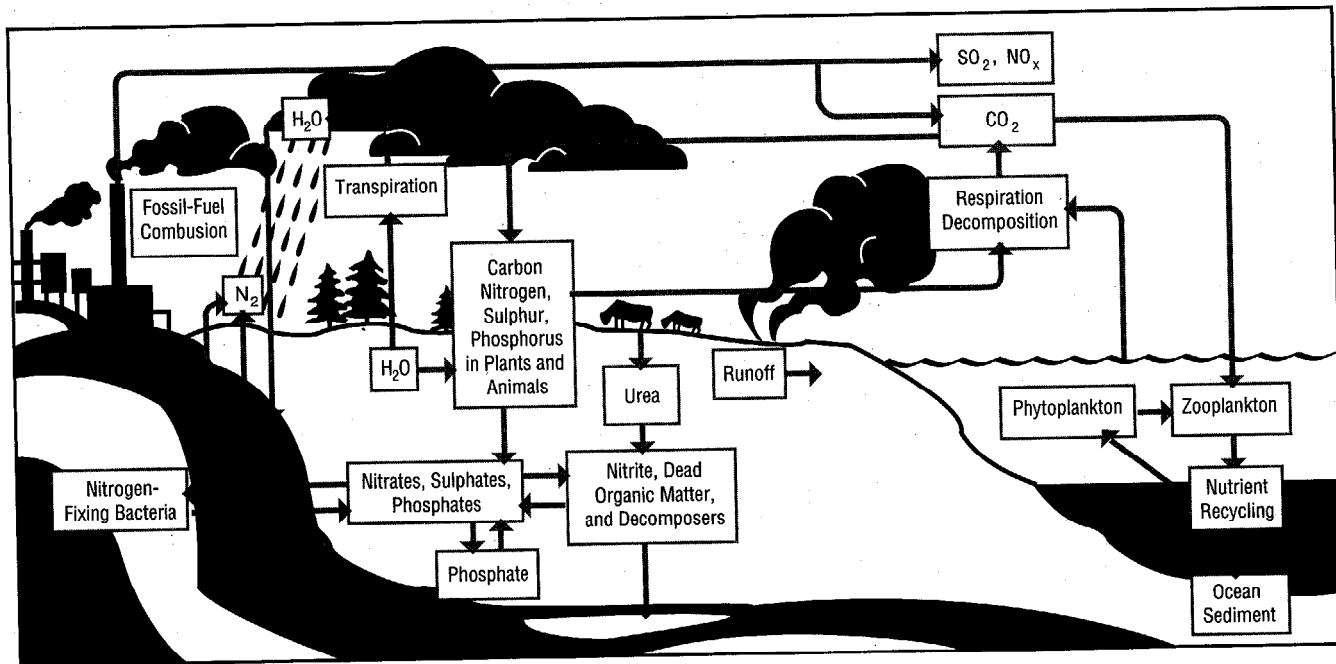 SO₂, NOₓ
H₂O
CO₂
Transpiration
Fossil-Fuel
Combusion
Respiration
Decomposition
Carbon
Nitrogen,
Sulphur,
Phosphorus
in Plants and
Animals
N₂
H₂O
Urea
Runoff
Phytoplankton
Zooplankton
Nitrogen-
Fixing Bacteria
Nitrates, Sulphates,
Phosphates
Nitrite, Dead
Organic Matter,
and Decomposers
Nutrient
Recycling
Phosphate
Ocean
Sediment